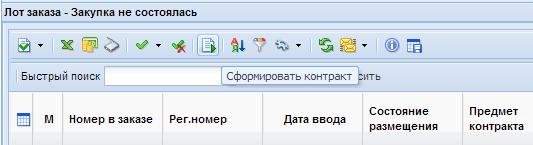 Лот заказа - Закупка не состоялась
Быстрый поиск
Сформировать контракт
сить
М
Номер в заказе
Рег.номер
Дата ввода
Состояние
размещения
Предмет
контракта